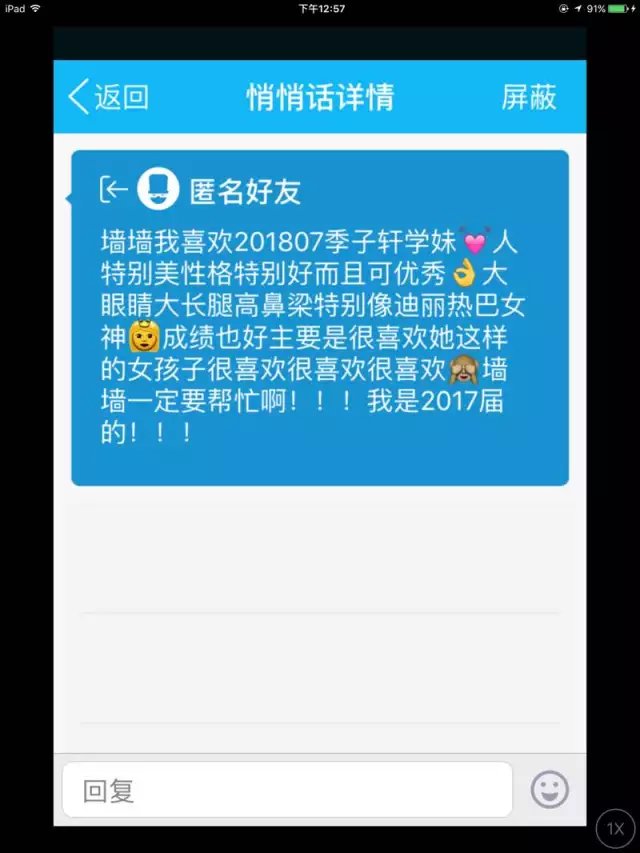 iPad 下午12:57 91%
返回 悄悄话详情 屏蔽
匿名好友
墙墙我喜欢201807季子轩学妹💓人
特别美性格特别好而且可优秀👌大
眼睛大长腿高鼻梁特别像迪丽热巴女
神👸成绩也好主要是很喜欢她这样
的女孩子很喜欢很喜欢很喜欢🙈墙
墙一定要帮忙啊！！！我是2017届
的！！！
回复
1X